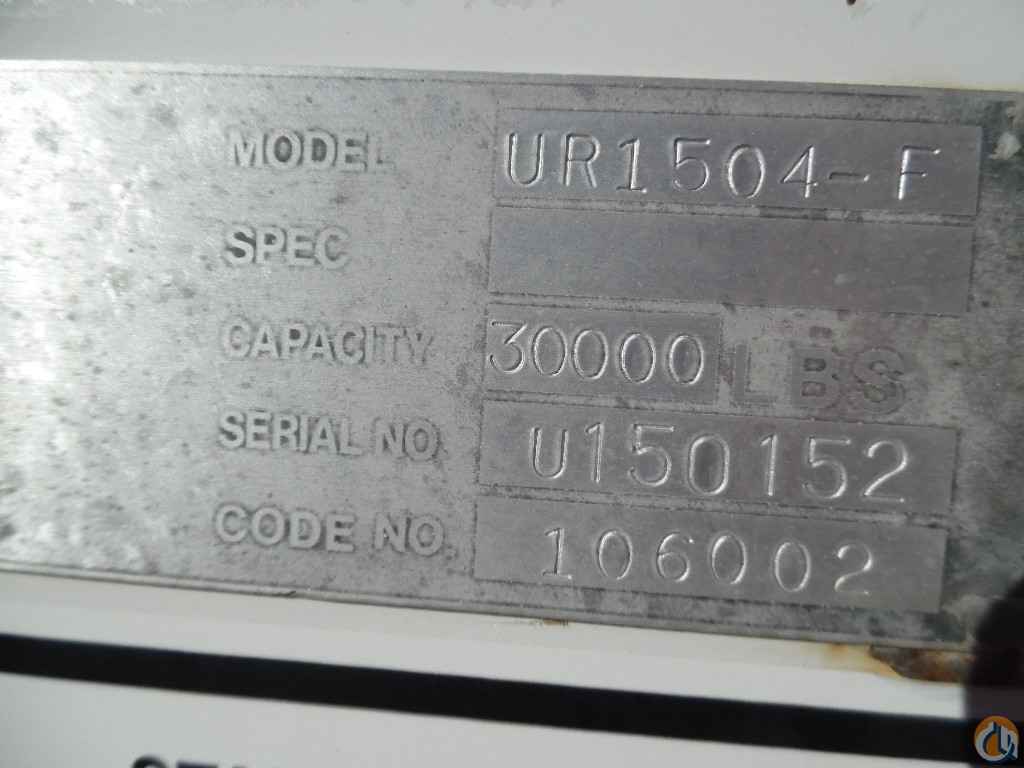 MODEL UR1504-F
SPEC
CAPACITY 30000 LBS
SERIAL NO. U150152
CODE NO. 106002